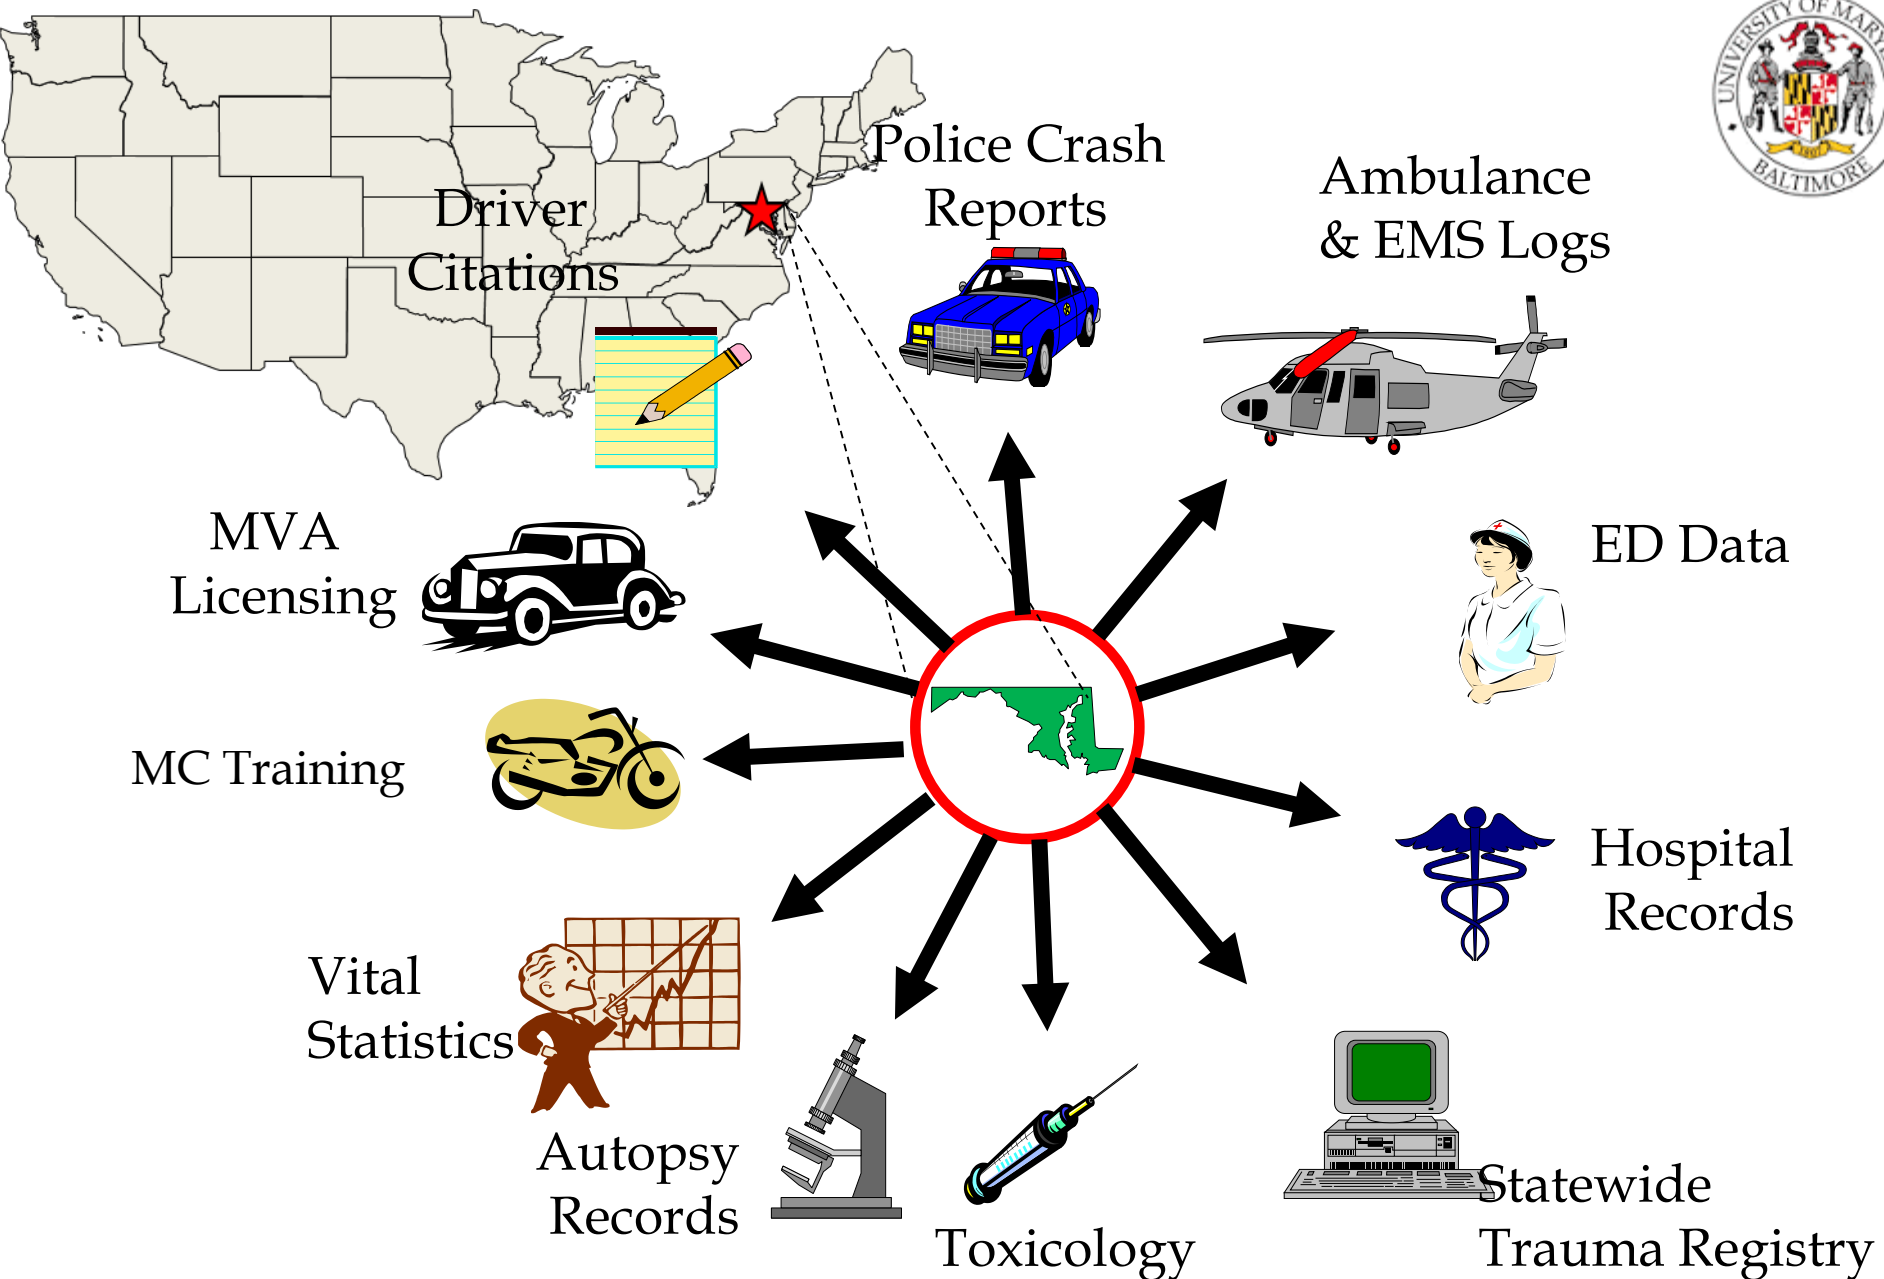 UNIVERSITY OF MARY
BALTIMORE
1807
Police Crash
Reports
Ambulance
& EMS Logs
Driver
Citations
MVA
Licensing
ED Data
MC Training
Hospital
Records
Vital
Statistics
Autopsy
Records
Toxicology
Statewide
Trauma Registry